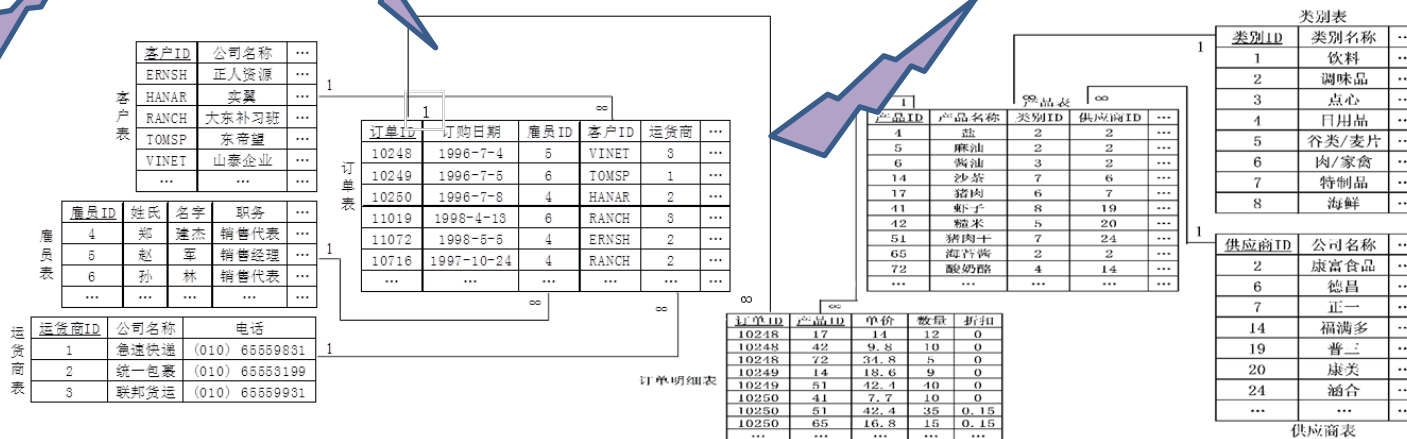 客户表
客户ID 公司名称 …
ERNSH 正人资源 …
HANAR 实翼 …
RANCH 大东补习班 …
TOMSP 东帝望 …
VINET 山泰企业 …
… … …
雇员表
雇员ID 姓氏 名字 职务 …
4 郑 建杰 销售代表 …
5 赵 军 销售经理 …
6 孙 林 销售代表 …
… … … … …
运货商表
运货商ID 公司名称 电话
1 急速快递 (010) 65559831
2 统一包裹 (010) 65553199
3 联邦货运 (010) 65559931
1
1
1
1
∞
订单表
订单ID 订购日期 雇员ID 客户ID 运货商 …
10248 1996-7-4 5 VINET 3 …
10249 1996-7-5 6 TOMSP 1 …
10250 1996-7-8 4 HANAR 2 …
11019 1998-4-13 6 RANCH 3 …
11072 1998-5-5 4 ERNSH 2 …
10716 1997-10-24 4 RANCH 2 …
… … … … … …
∞
∞
∞
∞
订单明细表
订单ID 产品ID 单价 数量 折扣
10248 17 14 12 0
10248 42 9.8 10 0
10248 72 34.8 5 0
10249 14 18.6 9 0
10249 51 42.4 40 0
10250 41 7.7 10 0
10250 51 42.4 35 0.15
10250 65 16.8 15 0.15
… … … … …
1
∞
产品表
∞
产品ID 产品名称 类别ID 供应商ID …
4 盐 2 2 …
5 麻油 2 2 …
6 酱油 3 2 …
14 沙茶 7 6 …
17 猪肉 6 7 …
41 虾子 8 19 …
42 糙米 5 20 …
51 猪肉干 7 24 …
65 海苔酱 2 2 …
72 酸奶酪 4 14 …
… … … … …
类别表
1
类别ID 类别名称 …
1 饮料 …
2 调味品 …
3 点心 …
4 日用品 …
5 谷类/麦片 …
6 肉/家禽 …
7 特制品 …
8 海鲜 …
1
供应商ID 公司名称 …
2 康富食品 …
6 德昌 …
7 正一 …
14 福满多 …
19 普三 …
20 康美 …
24 涵合 …
… … …
供应商表